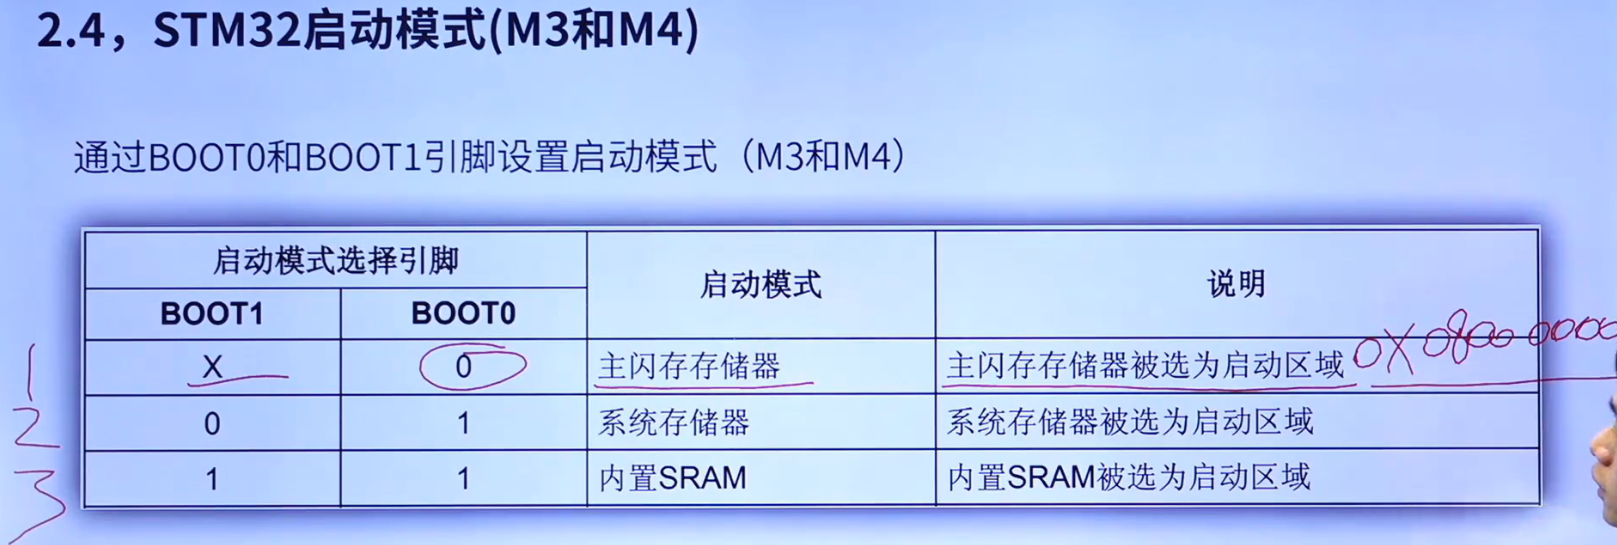 2.4，STM32启动模式(M3和M4)
通过BOOT0和BOOT1引脚设置启动模式（M3和M4）
启动模式选择引脚 启动模式 说明
BOOT1 BOOT0
1 X 0 主闪存存储器 主闪存存储器被选为启动区域 0X08000000
2 0 1 系统存储器 系统存储器被选为启动区域
3 1 1 内置SRAM 内置SRAM被选为启动区域